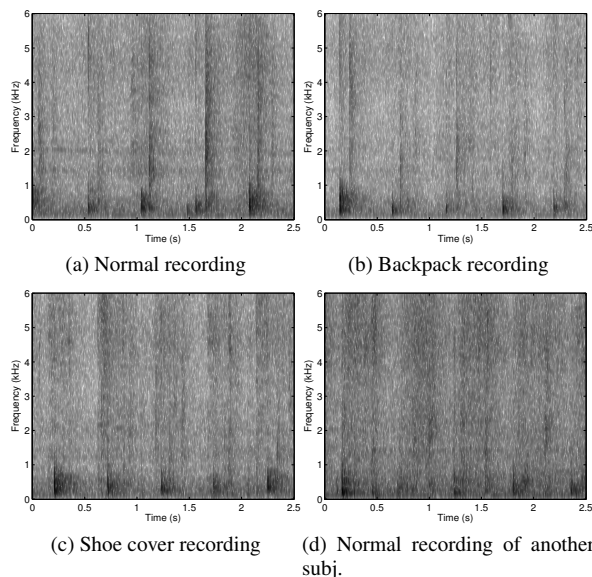 6
5
4
3
2
1
0
Frequency (kHz)
0 0.5 1 1.5 2 2.5
Time (s)
(a) Normal recording
6
5
4
3
2
1
0
Frequency (kHz)
0 0.5 1 1.5 2 2.5
Time (s)
(b) Backpack recording
6
5
4
3
2
1
0
Frequency (kHz)
0 0.5 1 1.5 2 2.5
Time (s)
(c) Shoe cover recording
6
5
4
3
2
1
0
Frequency (kHz)
0 0.5 1 1.5 2 2.5
Time (s)
(d) Normal recording of another
subj.